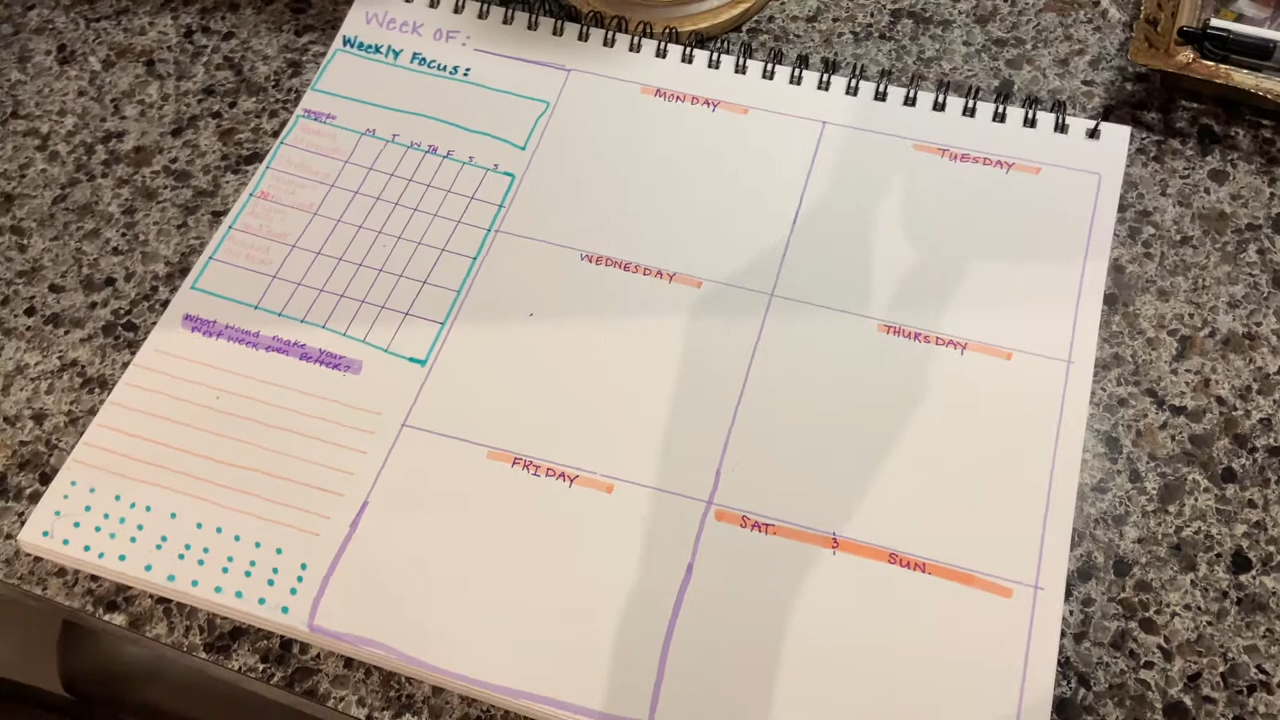 Week of:
Weekly Focus:
M T W TH F S. S
What would make your
Next week even Better?
MONDAY
TUESDAY
WEDNESDAY
THURSDAY
FRIDAY
SAT. & SUN.